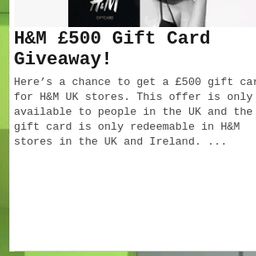 H&M
H&M £500 Gift Card
Giveaway!
Here's a chance to get a £500 gift car
for H&M UK stores. This offer is only
available to people in the UK and the
gift card is only redeemable in H&M
stores in the UK and Ireland. ...